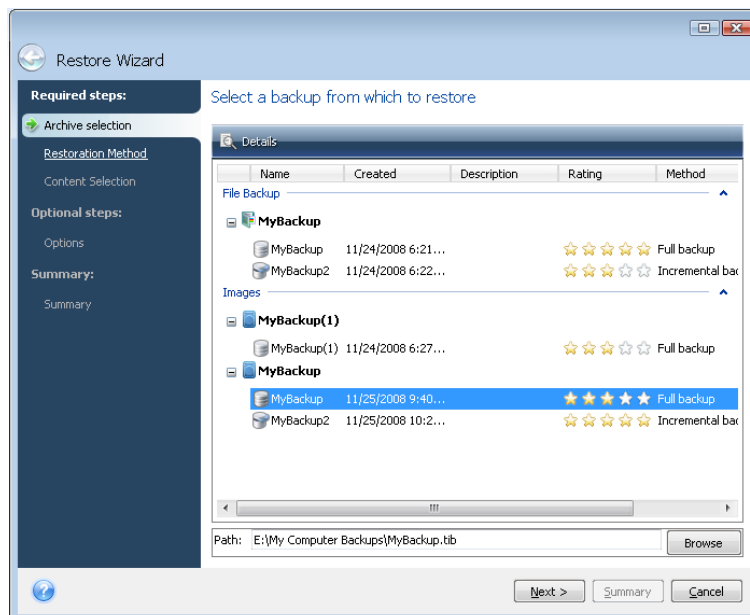 Restore Wizard
Required steps:
Archive selection
Restoration Method
Content Selection
Optional steps:
Options
Summary:
Summary
Select a backup from which to restore
Details
Name Created Description Rating Method
File Backup
MyBackup
MyBackup 11/24/2008 6:21... Full backup
MyBackup2 11/24/2008 6:22... Incremental bac
Images
MyBackup(1)
MyBackup(1) 11/24/2008 6:27... Full backup
MyBackup
MyBackup 11/25/2008 9:40... Full backup
MyBackup2 11/25/2008 10:2... Incremental bac
Path: E:\My Computer Backups\MyBackup.tib Browse
Next > Summary Cancel